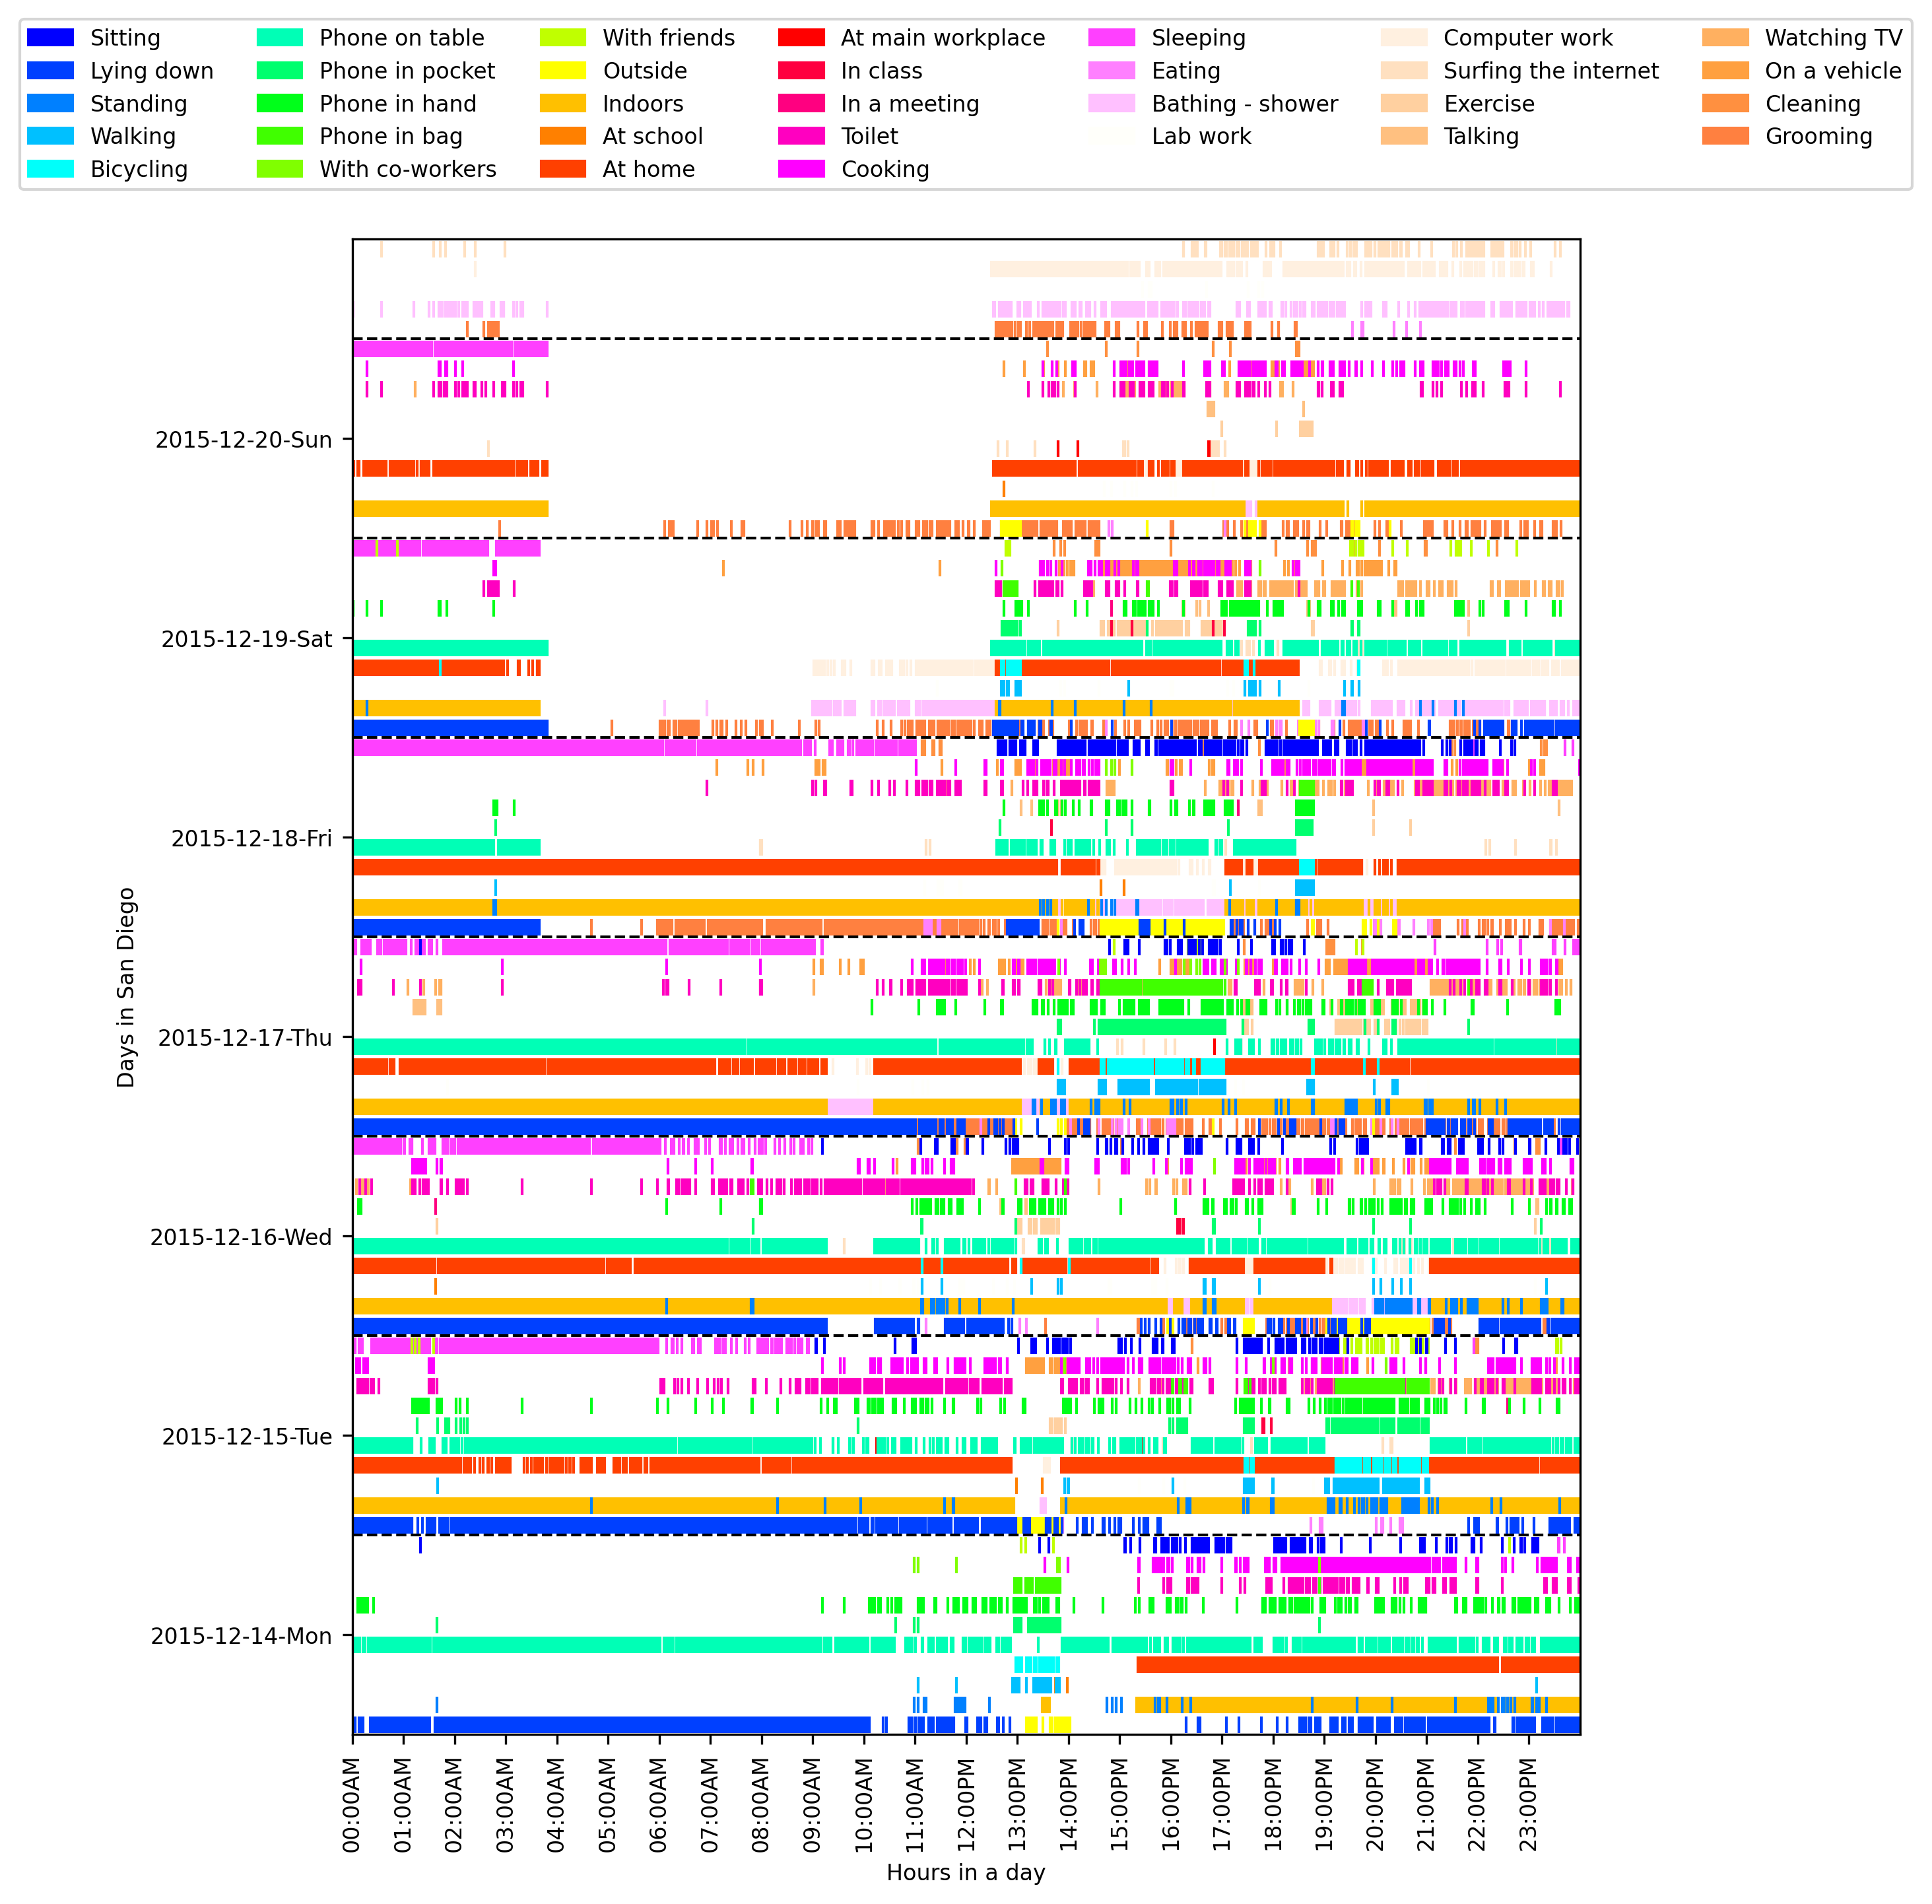 Sitting
Lying down
Standing
Walking
Bicycling
Phone on table
Phone in pocket
Phone in hand
Phone in bag
With co-workers
With friends
Outside
Indoors
At school
At home
At main workplace
In class
In a meeting
Toilet
Cooking
Sleeping
Eating
Bathing - shower
Lab work
Computer work
Surfing the internet
Exercise
Talking
Watching TV
On a vehicle
Cleaning
Grooming
Days in San Diego
2015-12-20-Sun
2015-12-19-Sat
2015-12-18-Fri
2015-12-17-Thu
2015-12-16-Wed
2015-12-15-Tue
2015-12-14-Mon
00:00AM
01:00AM
02:00AM
03:00AM
04:00AM
05:00AM
06:00AM
07:00AM
08:00AM
09:00AM
10:00AM
11:00AM
12:00PM
13:00PM
14:00PM
15:00PM
16:00PM
17:00PM
18:00PM
19:00PM
20:00PM
21:00PM
22:00PM
23:00PM
Hours in a day